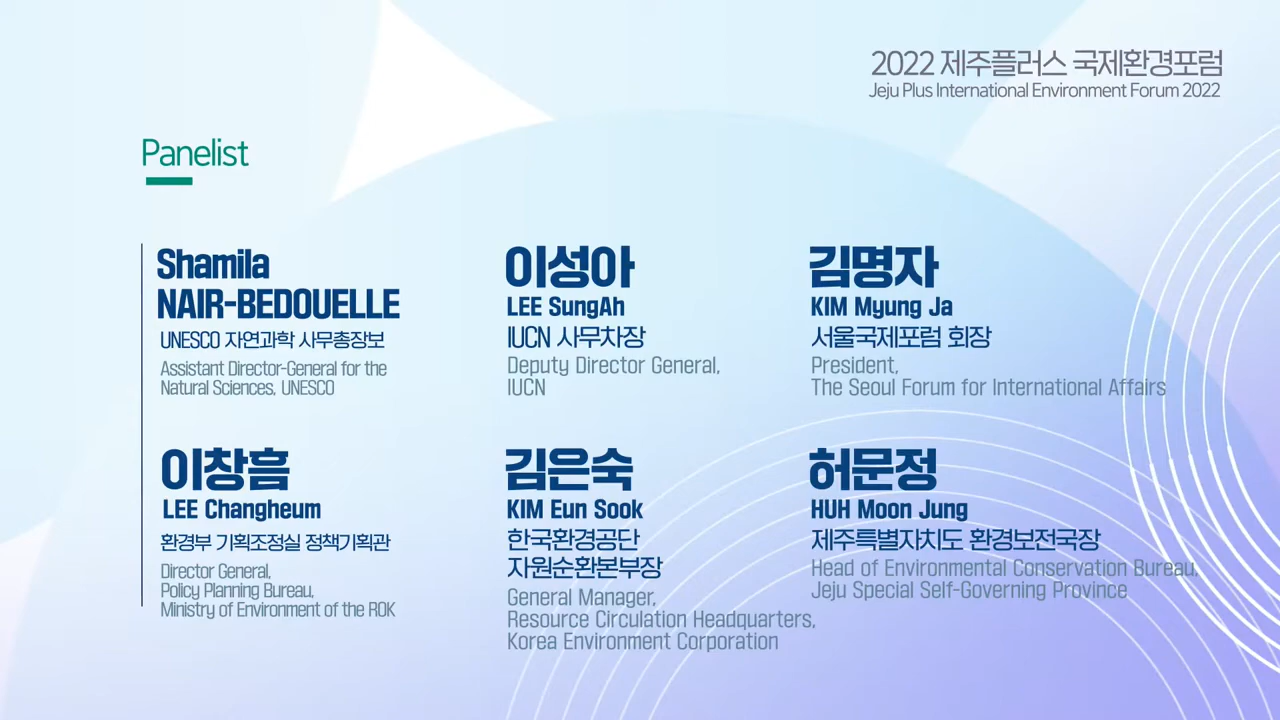 2022 제주플러스 국제환경포럼
Jeju Plus International Environment Forum 2022
Panelist
Shamila
NAIR-BEDOUELLE
UNESCO 자연과학 사무총장보
Assistant Director-General for the
Natural Sciences, UNESCO
이성아
LEE SungAh
IUCN 사무차장
Deputy Director General,
IUCN
김명자
KIM Myung Ja
서울국제포럼 회장
President,
The Seoul Forum for International Affairs
이창흠
LEE Changheum
환경부 기획조정실 정책기획관
Director General,
Policy Planning Bureau,
Ministry of Environment of the ROK
김은숙
KIM Eun Sook
한국환경공단
자원순환본부장
General Manager,
Resource Circulation Headquarters,
Korea Environment Corporation
허문정
HUH Moon Jung
제주특별자치도 환경보전국장
Head of Environmental Conservation Bureau,
Jeju Special Self-Governing Province